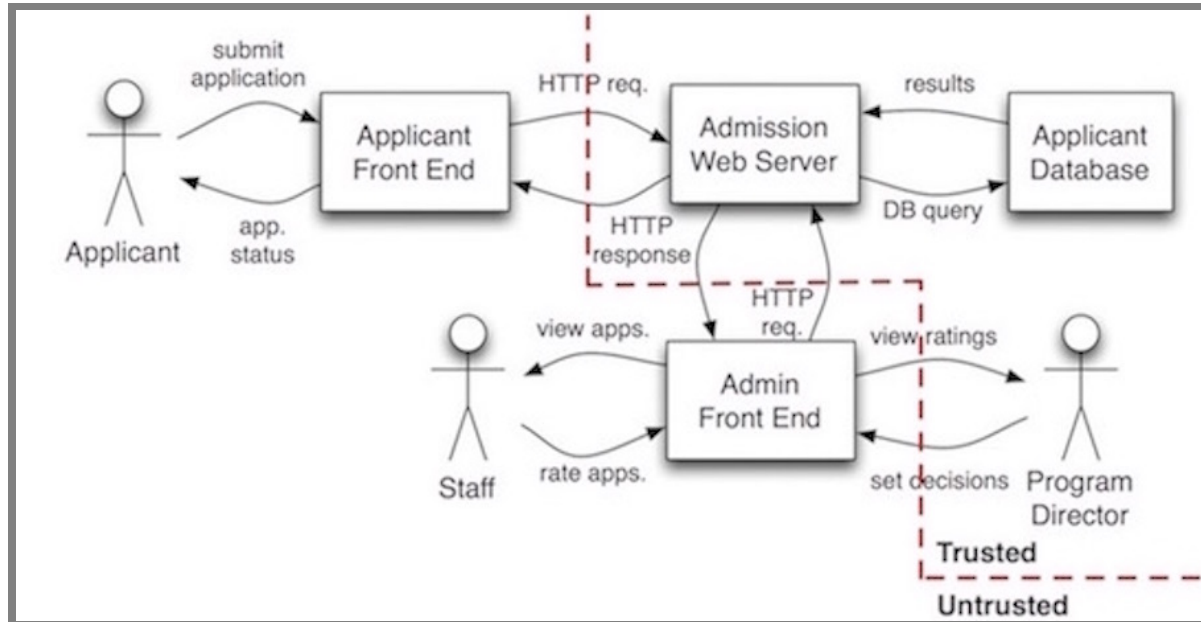 submit
application
HTTP req.
results
Applicant
Front End
Admission
Web Server
Applicant
Database
app.
status
Applicant
HTTP
response
DB query
HTTP
req.
view apps.
view ratings
Admin
Front End
rate apps.
Staff
set decisions
Program
Director
Trusted
Untrusted